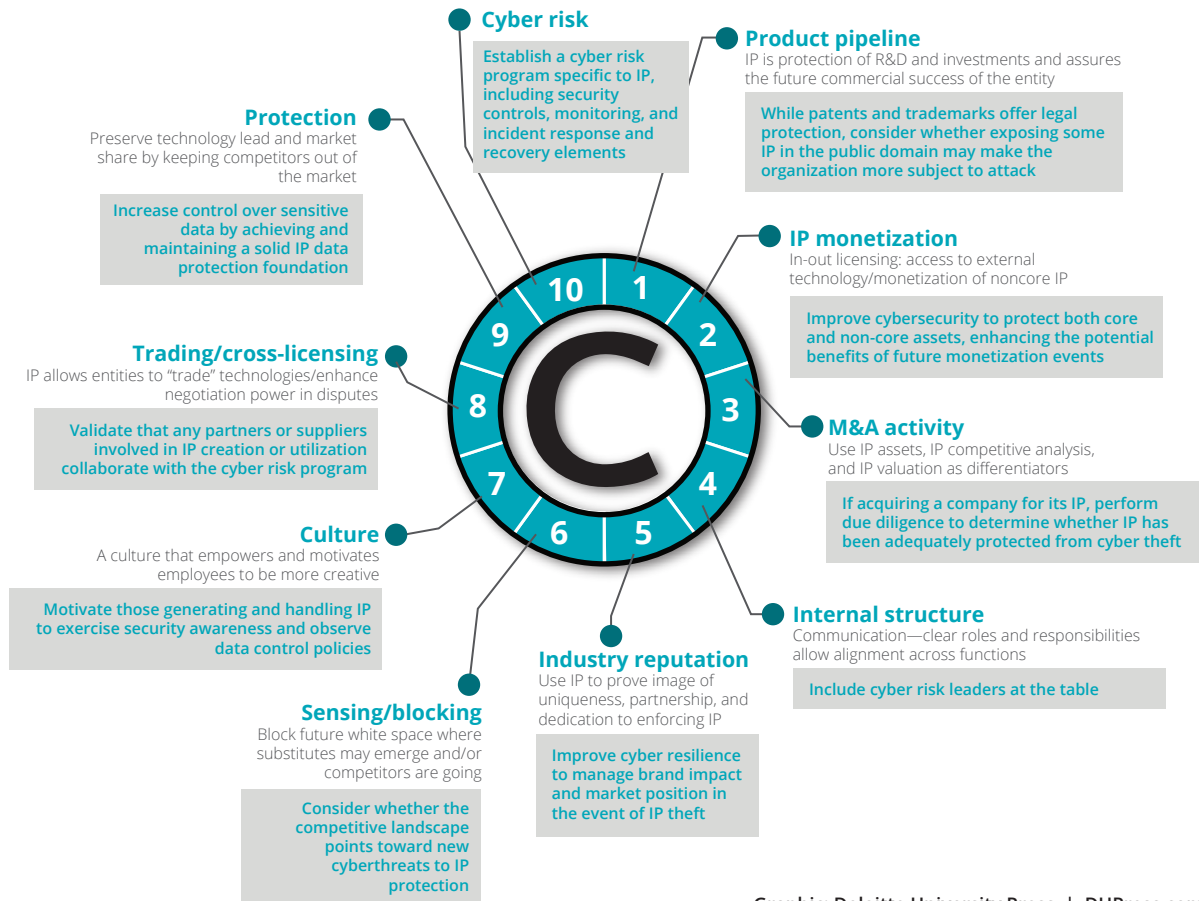 Cyber risk
Establish a cyber risk
program specific to IP,
including security
controls, monitoring, and
incident response and
recovery elements
Product pipeline
IP is protection of R&D and investments and assures
the future commercial success of the entity
While patents and trademarks offer legal
protection, consider whether exposing some
IP in the public domain may make the
organization more subject to attack
Protection
Preserve technology lead and market
share by keeping competitors out of
the market
Increase control over sensitive
data by achieving and
maintaining a solid IP data
protection foundation
IP monetization
In-out licensing: access to external
technology/monetization of noncore IP
Improve cybersecurity to protect both core
and non-core assets, enhancing the potential
benefits of future monetization events
10
1
9
2
8
3
7
4
6
5
C
Trading/cross-licensing
IP allows entities to “trade” technologies/enhance
negotiation power in disputes
Validate that any partners or suppliers
involved in IP creation or utilization
collaborate with the cyber risk program
M&A activity
Use IP assets, IP competitive analysis,
and IP valuation as differentiators
If acquiring a company for its IP, perform
due diligence to determine whether IP has
been adequately protected from cyber theft
Culture
A culture that empowers and motivates
employees to be more creative
Motivate those generating and handling IP
to exercise security awareness and observe
data control policies
Internal structure
Communication—clear roles and responsibilities
allow alignment across functions
Include cyber risk leaders at the table
Industry reputation
Use IP to prove image of
uniqueness, partnership, and
dedication to enforcing IP
Improve cyber resilience
to manage brand impact
and market position in
the event of IP theft
Sensing/blocking
Block future white space where
substitutes may emerge and/or
competitors are going
Consider whether the
competitive landscape
points toward new
cyberthreats to IP
protection